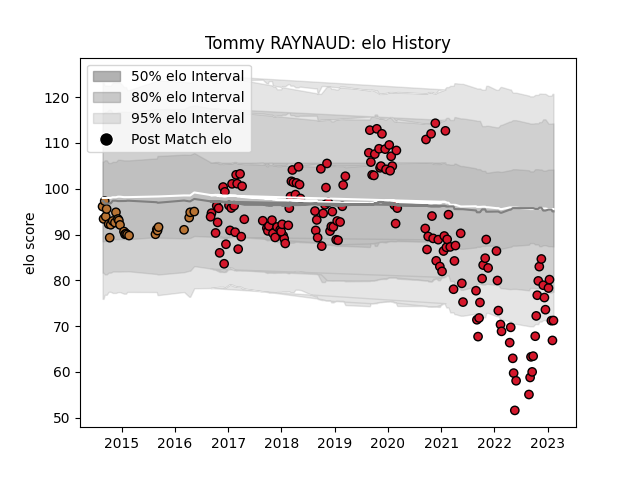 Tommy RAYNAUD: elo History
50% elo Interval
80% elo Interval
95% elo Interval
Post Match elo
elo score
120
110
100
90
80
70
60
50
2015 2016 2017 2018 2019 2020 2021 2022 2023